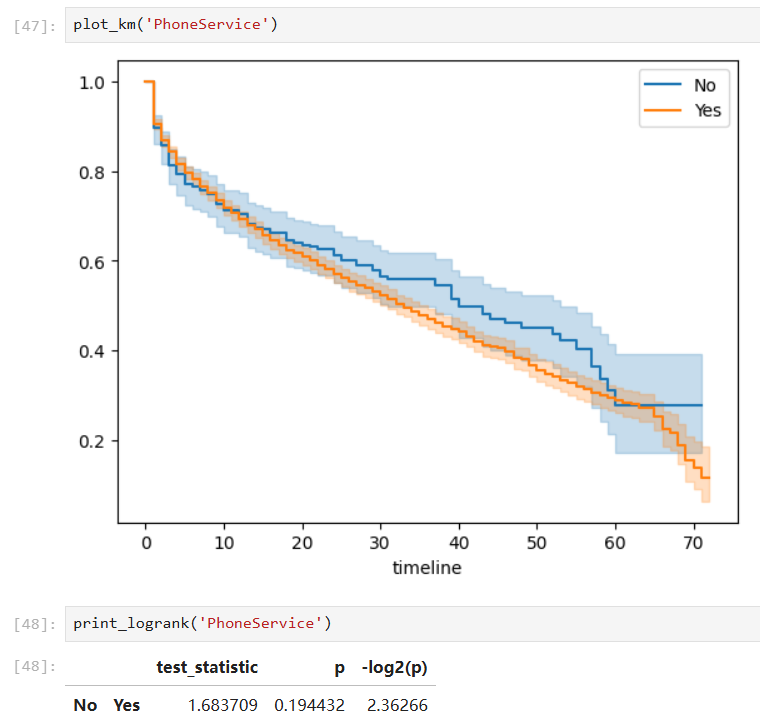 [47]: plot_km('PhoneService')
No
Yes
1.0
0.8
0.6
0.4
0.2
0 10 20 30 40 50 60 70
timeline
[48]: print_logrank('PhoneService')
[48]: test_statistic p -log2(p)
No Yes 1.683709 0.194432 2.36266